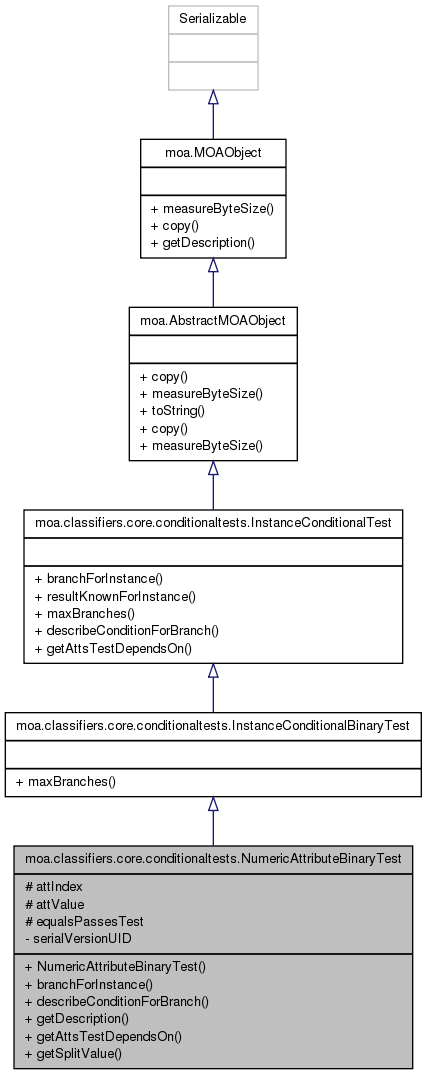 Serializable
moa.MOAObject
+ measureByteSize()
+ copy()
+ getDescription()
moa.AbstractMOAObject
+ copy()
+ measureByteSize()
+ toString()
+ copy()
+ measureByteSize()
moa.classifiers.core.conditionaltests.InstanceConditionalTest
+ branchForInstance()
+ resultKnownForInstance()
+ maxBranches()
+ describeConditionForBranch()
+ getAttsTestDependsOn()
moa.classifiers.core.conditionaltests.InstanceConditionalBinaryTest
+ maxBranches()
moa.classifiers.core.conditionaltests.NumericAttributeBinaryTest
# attIndex
# attValue
# equalsPassesTest
- serialVersionUID
+ NumericAttributeBinaryTest()
+ branchForInstance()
+ describeConditionForBranch()
+ getDescription()
+ getAttsTestDependsOn()
+ getSplitValue()